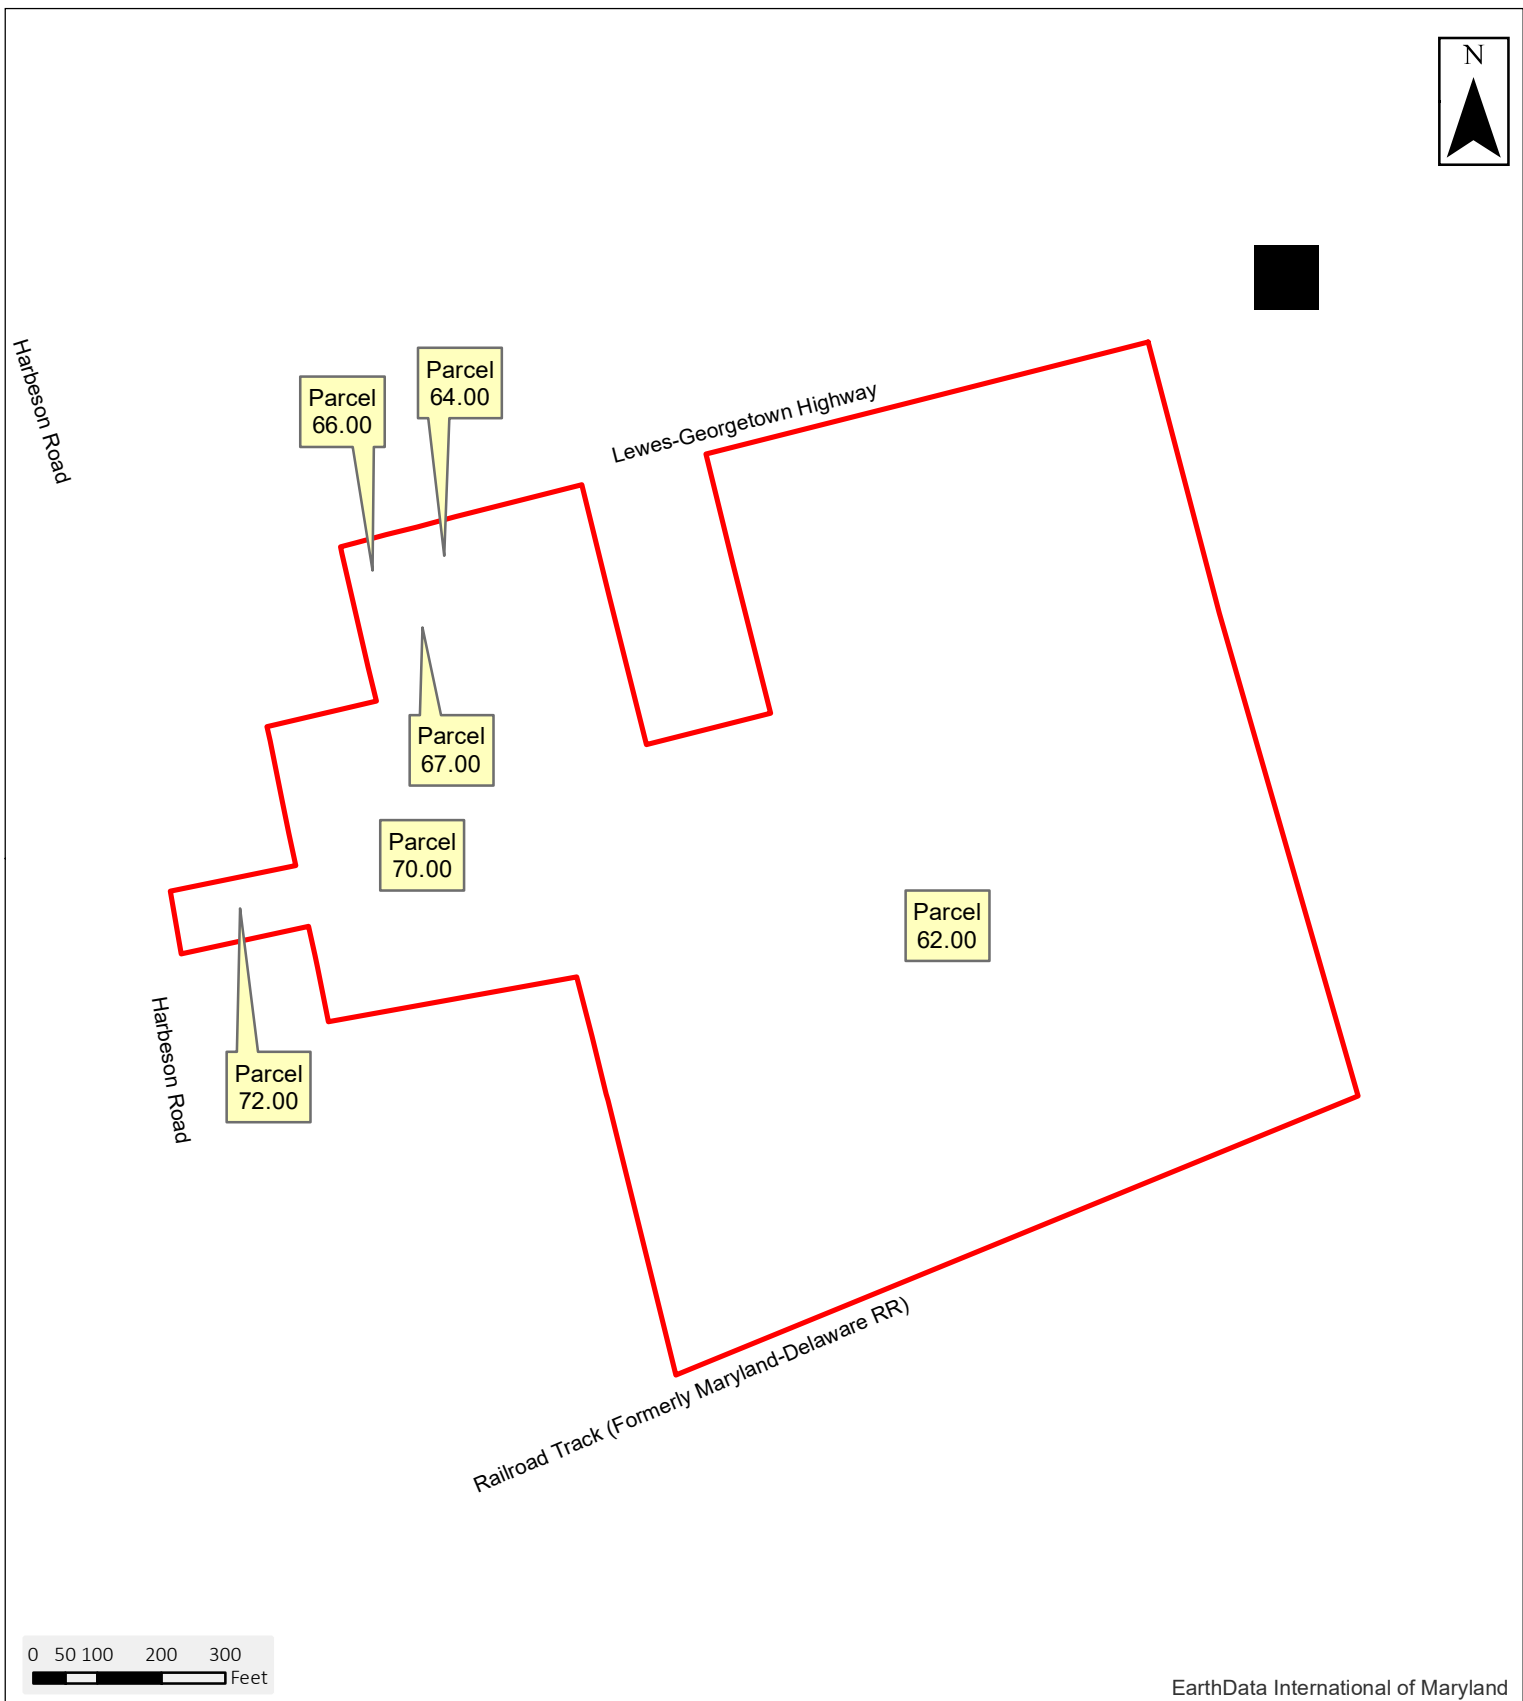 N
Harbeson Road
Parcel
64.00
Parcel
66.00
Lewes-Georgetown Highway
Parcel
67.00
Parcel
70.00
Parcel
62.00
Harbeson Road
Parcel
72.00
Railroad Track (Formerly Maryland-Delaware RR)
0 50 100 200 300
Feet
EarthData International of Maryland